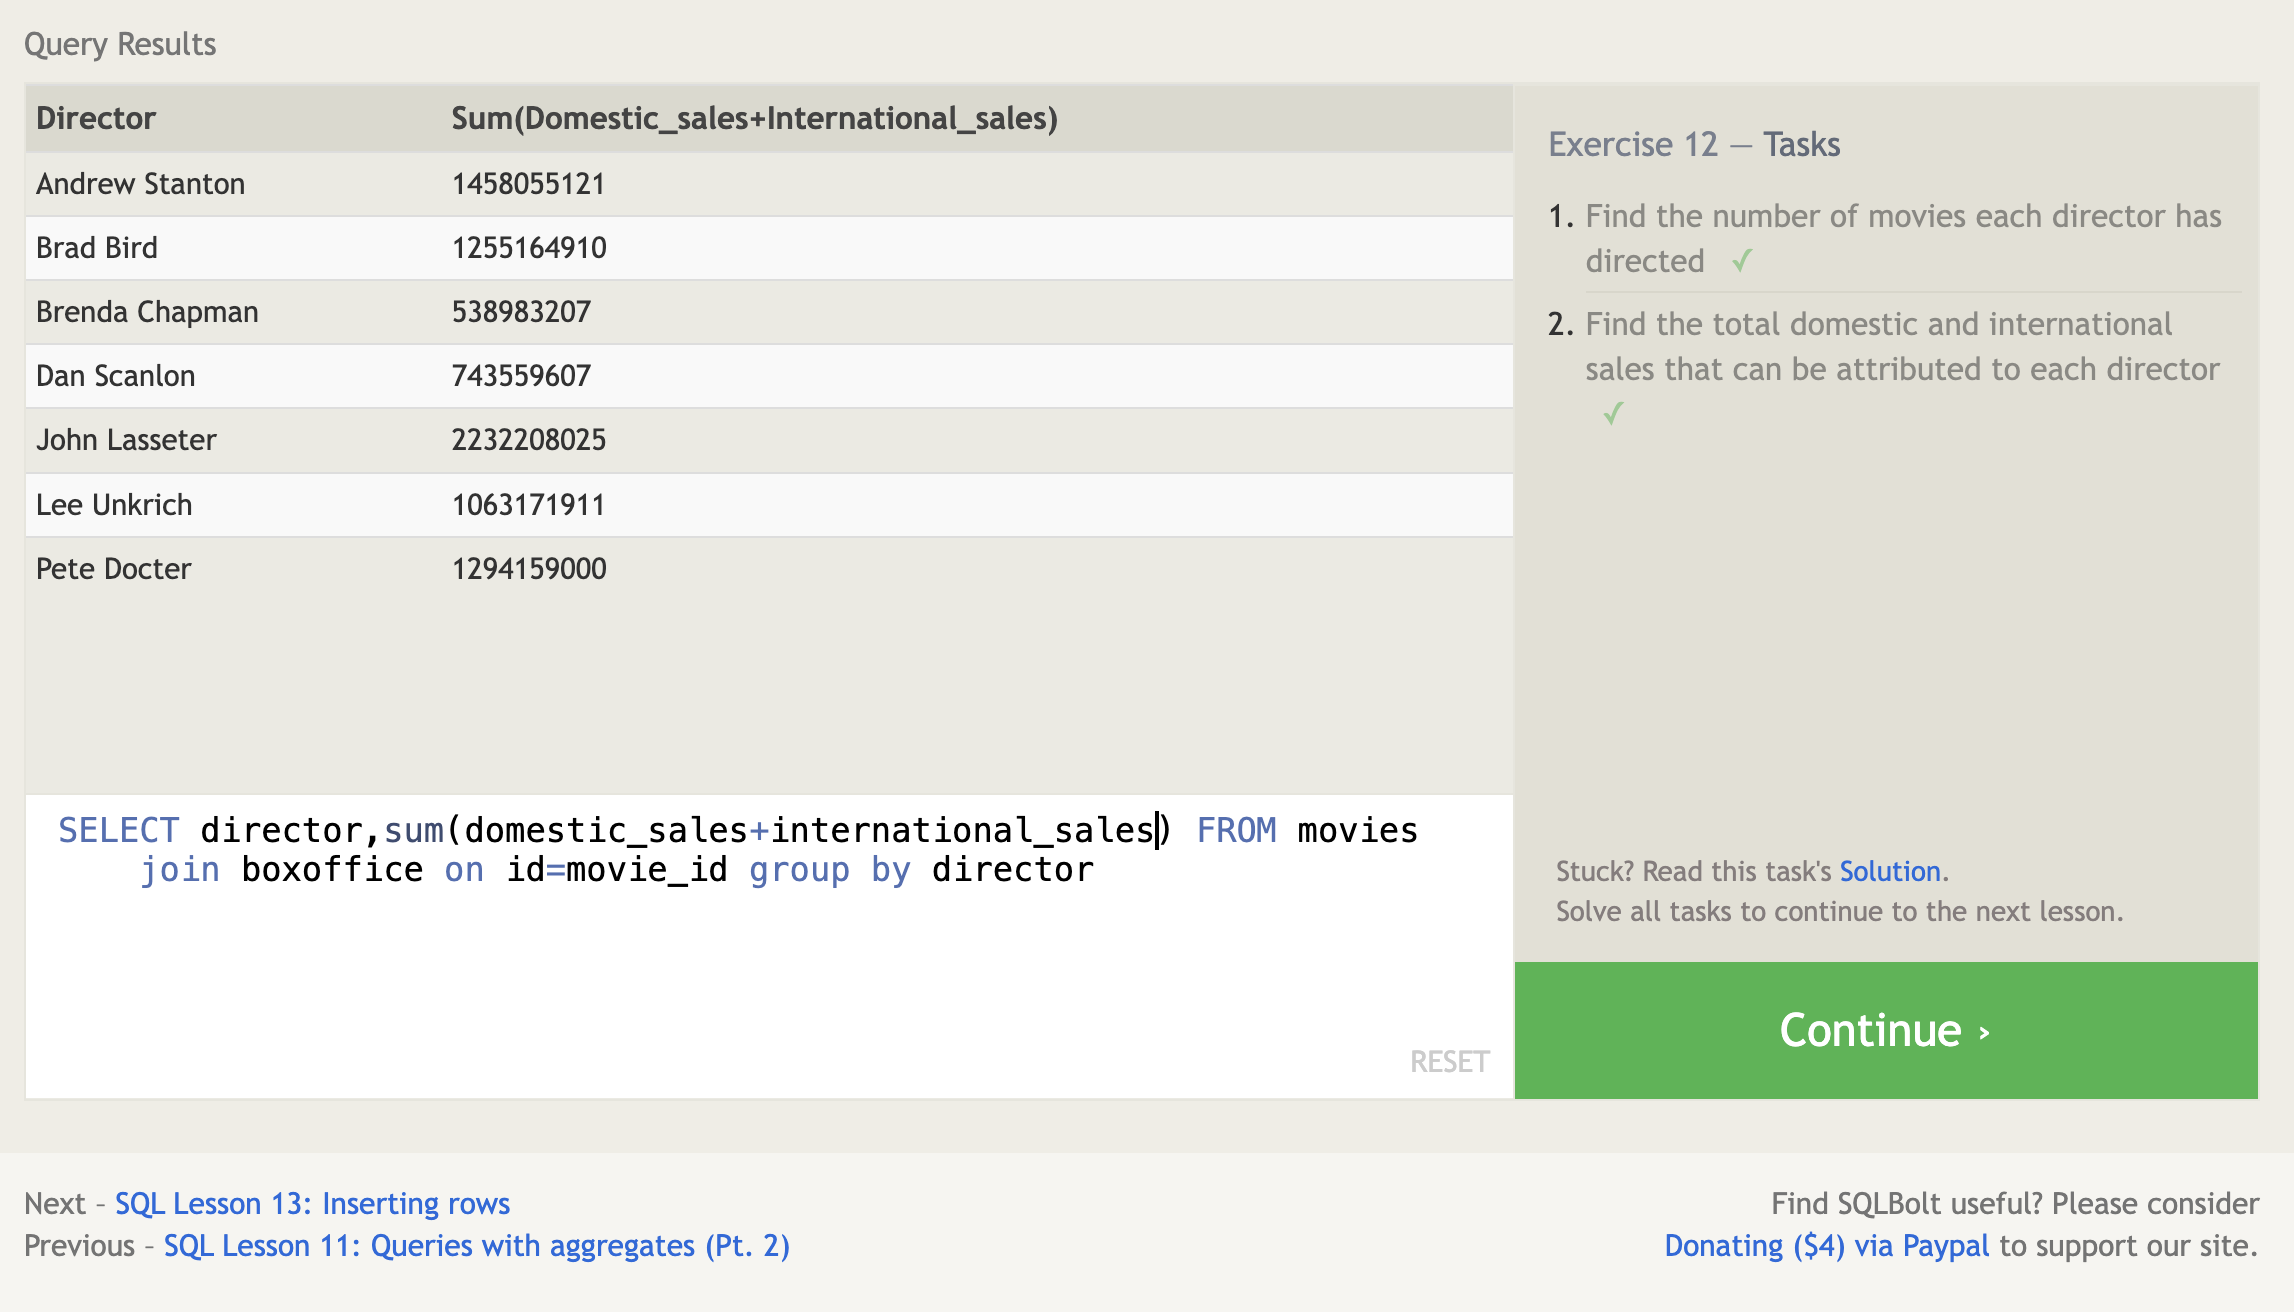 Query Results
Director Sum(Domestic_sales+International_sales)
Andrew Stanton 1458055121
Brad Bird 1255164910
Brenda Chapman 538983207
Dan Scanlon 743559607
John Lasseter 2232208025
Lee Unkrich 1063171911
Pete Docter 1294159000
SELECT director,sum(domestic_sales+international_sales) FROM movies
join boxoffice on id=movie_id group by director
RESET
Exercise 12 — Tasks
1. Find the number of movies each director has
directed ✓
2. Find the total domestic and international
sales that can be attributed to each director
✓
Stuck? Read this task's Solution.
Solve all tasks to continue to the next lesson.
Continue ›
Next – SQL Lesson 13: Inserting rows
Previous – SQL Lesson 11: Queries with aggregates (Pt. 2)
Find SQLBolt useful? Please consider
Donating ($4) via Paypal to support our site.